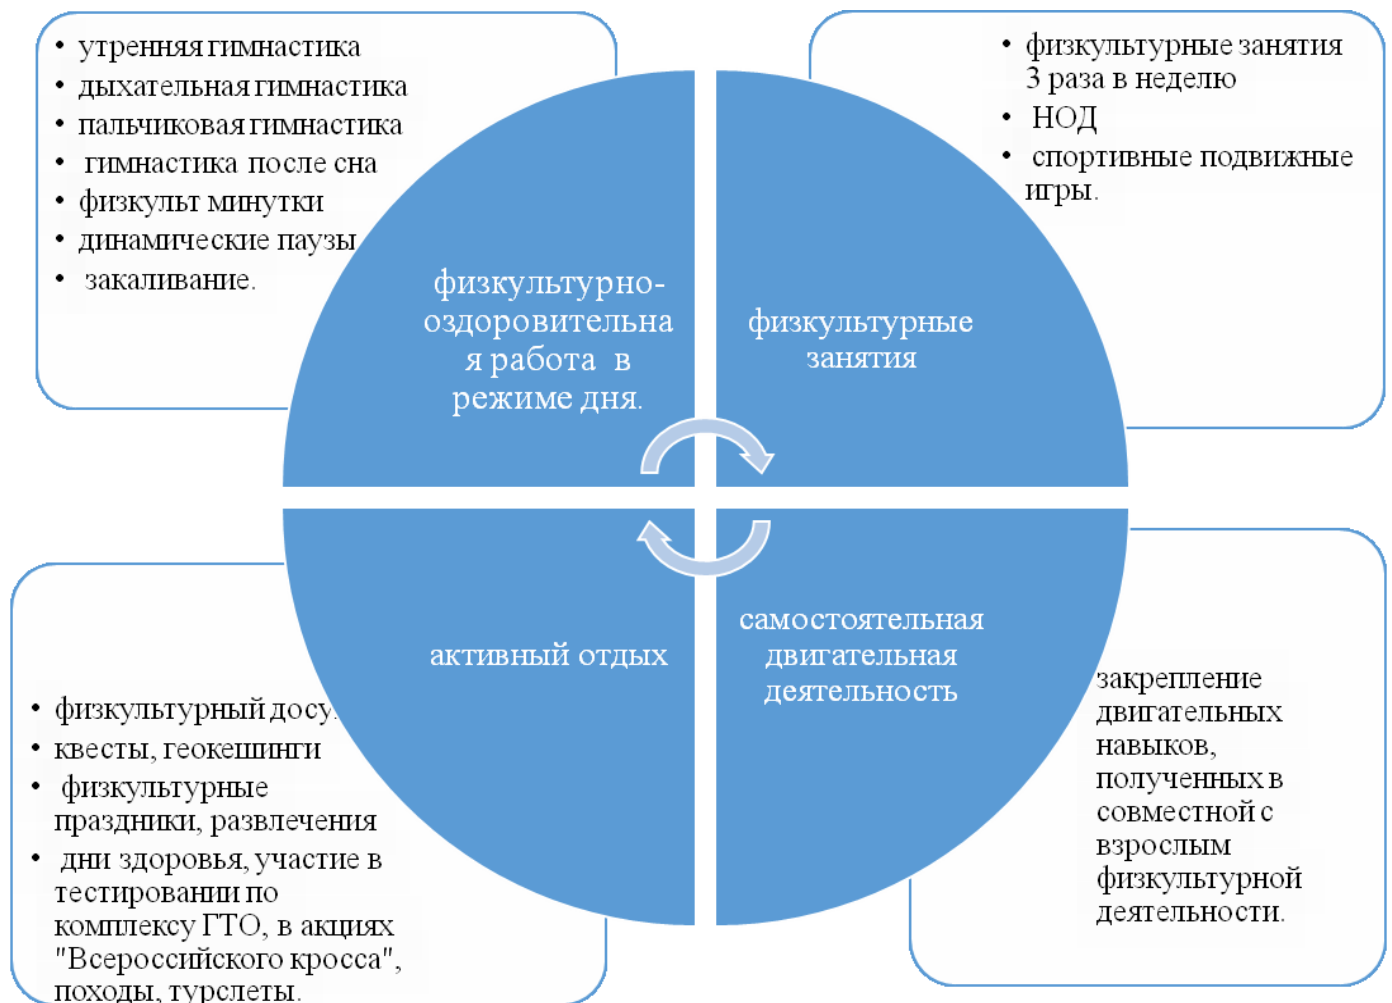 • утренняя гимнастика
• дыхательная гимнастика
• пальчиковая гимнастика
• гимнастика после сна
• физкульт минутки
• динамические паузы
• закаливание.
физкультурно-
оздоровительна
я работа в
режиме дня.
• физкультурные занятия
3 раза в неделю
• НОД
• спортивные подвижные
игры.
физкультурные
занятия
активный отдых
• физкультурный
• квесты, геокешинги
• физкультурные
праздники, развлечения
• дни здоровья, участие в
тестировании по
комплексу ГТО, в акциях
"Всероссийского кросса",
походы, турслеты.
самостоятельная
двигательная
деятельность
закрепление
двигательных
навыков,
полученных в
совместной с
взрослым
физкультурной
деятельности.